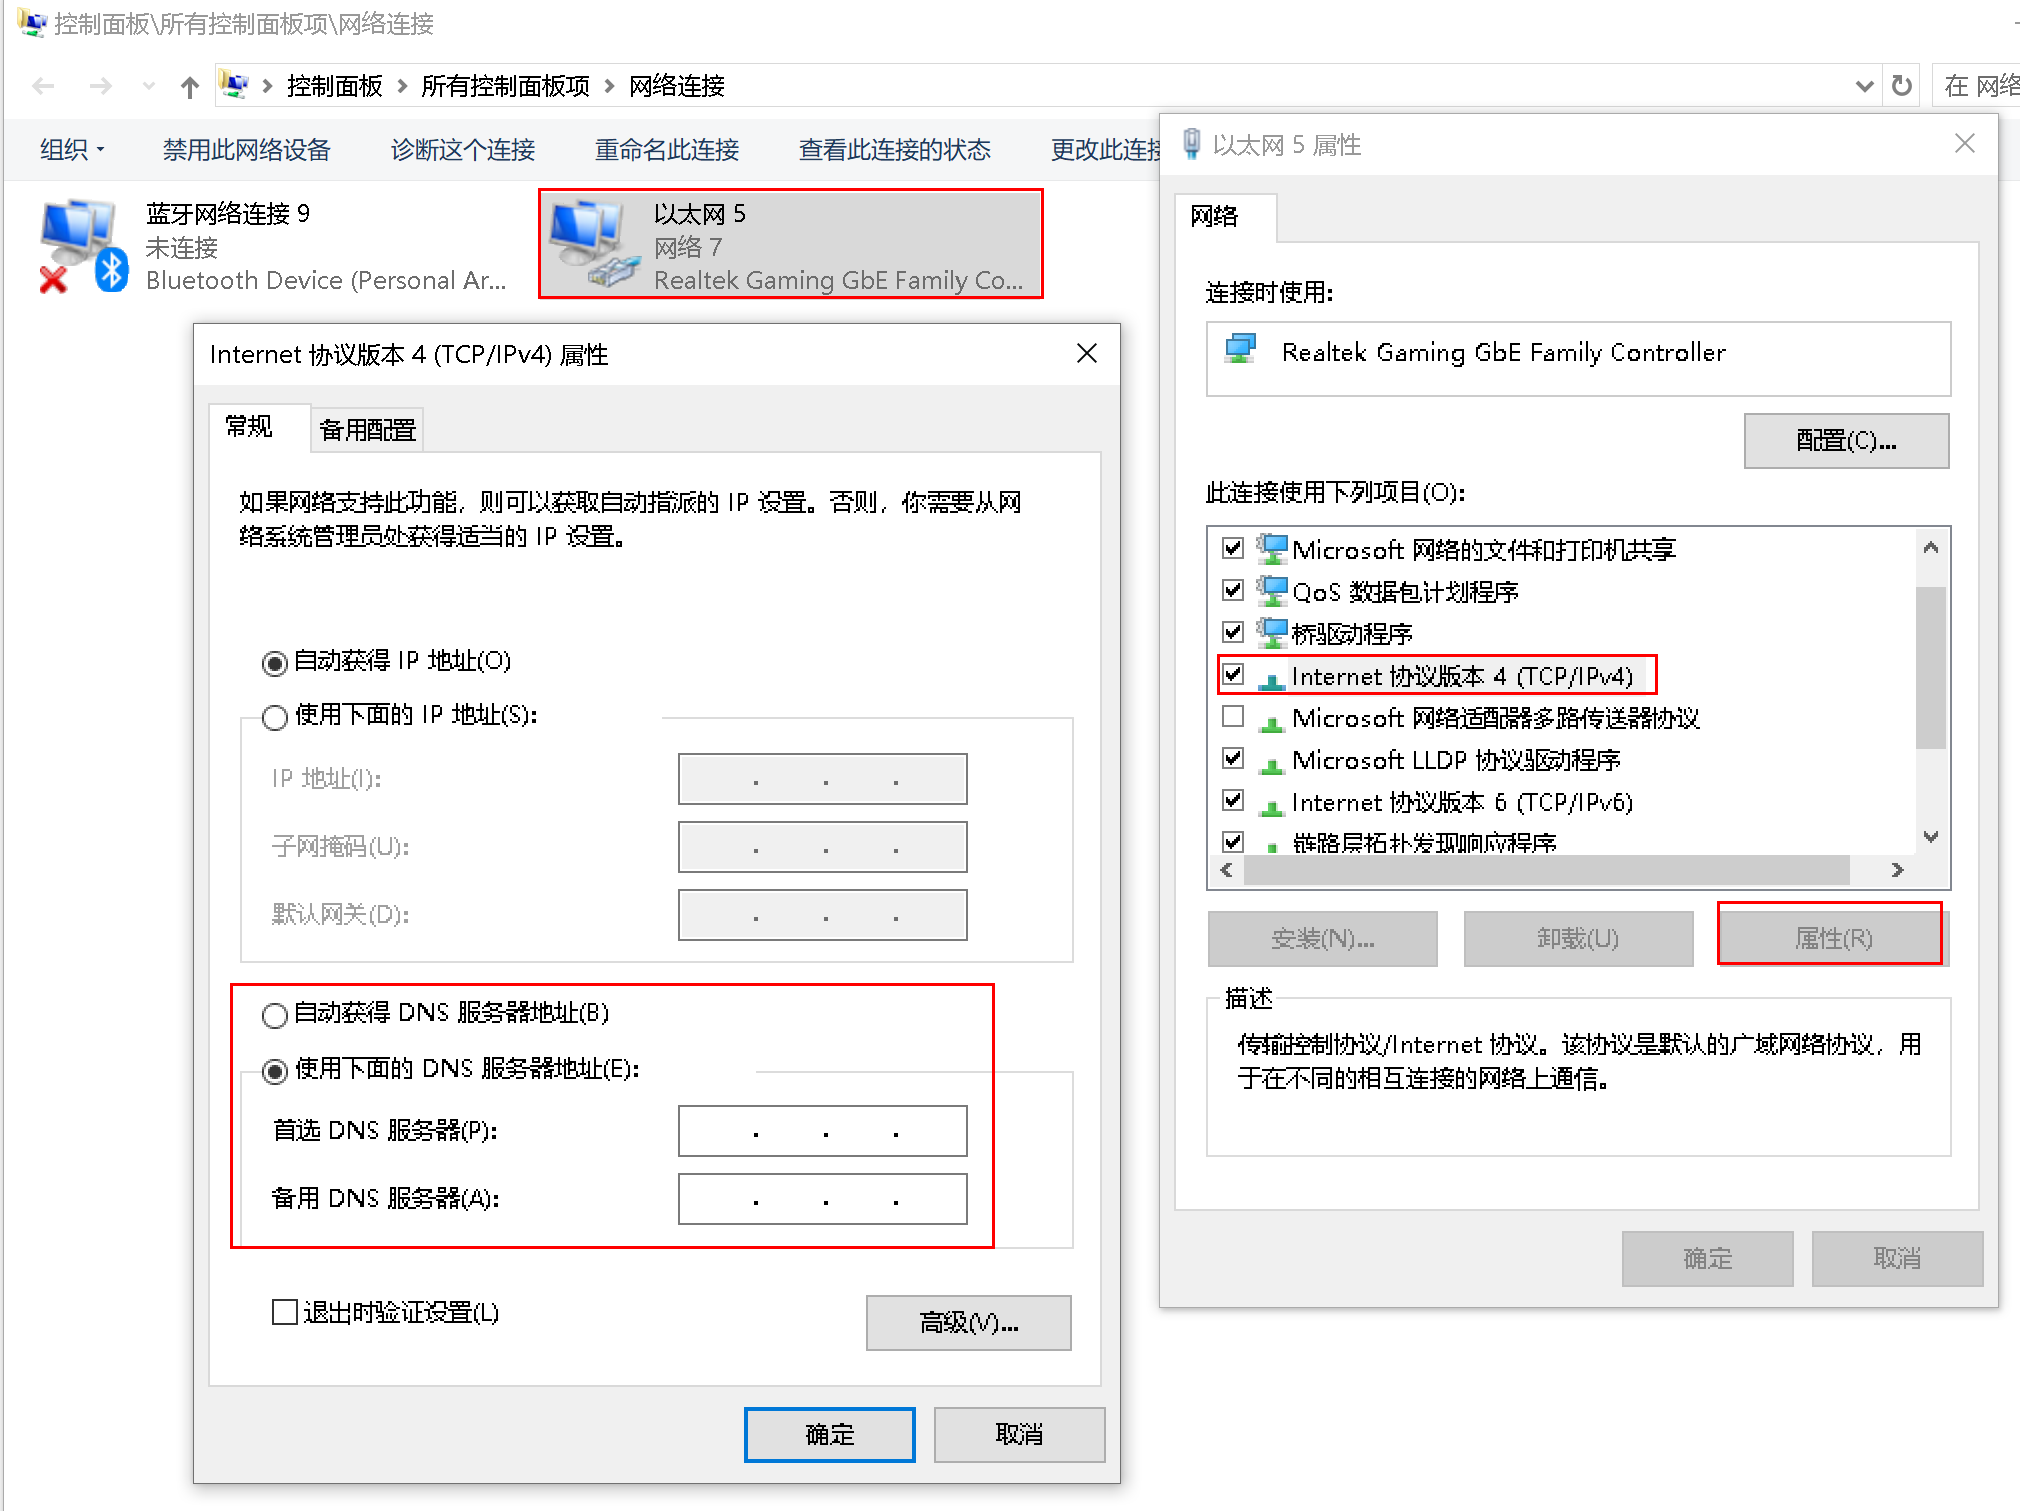 控制面板\所有控制面板项\网络连接
控制面板 > 所有控制面板项 > 网络连接
在 网络
组织
禁用此网络设备
诊断这个连接
重命名此连接
查看此连接的状态
更改此连接
蓝牙网络连接 9
未连接
Bluetooth Device (Personal Ar...
以太网 5
网络 7
Realtek Gaming GbE Family Co...
Internet 协议版本 4 (TCP/IPv4) 属性
常规
备用配置
如果网络支持此功能，则可以获取自动指派的 IP 设置。否则，你需要从网
络系统管理员处获得适当的 IP 设置。
自动获得 IP 地址(O)
使用下面的 IP 地址(S):
IP 地址(I):
. . .
子网掩码(U):
. . .
默认网关(D):
. . .
自动获得 DNS 服务器地址(B)
使用下面的 DNS 服务器地址(E):
首选 DNS 服务器(P):
. . .
备用 DNS 服务器(A):
. . .
退出时验证设置(L)
高级(V)...
确定
取消
以太网 5 属性
网络
连接时使用:
Realtek Gaming GbE Family Controller
配置(C)...
此连接使用下列项目(O):
Microsoft 网络的文件和打印机共享
QoS 数据包计划程序
桥驱动程序
Internet 协议版本 4 (TCP/IPv4)
Microsoft 网络适配器多路传送器协议
Microsoft LLDP 协议驱动程序
Internet 协议版本 6 (TCP/IPv6)
链路层拓扑发现响应程序
安装(N)...
卸载(U)
属性(R)
描述
传输控制协议/Internet 协议。该协议是默认的广域网络协议，用
于在不同的相互连接的网络上通信。
确定
取消